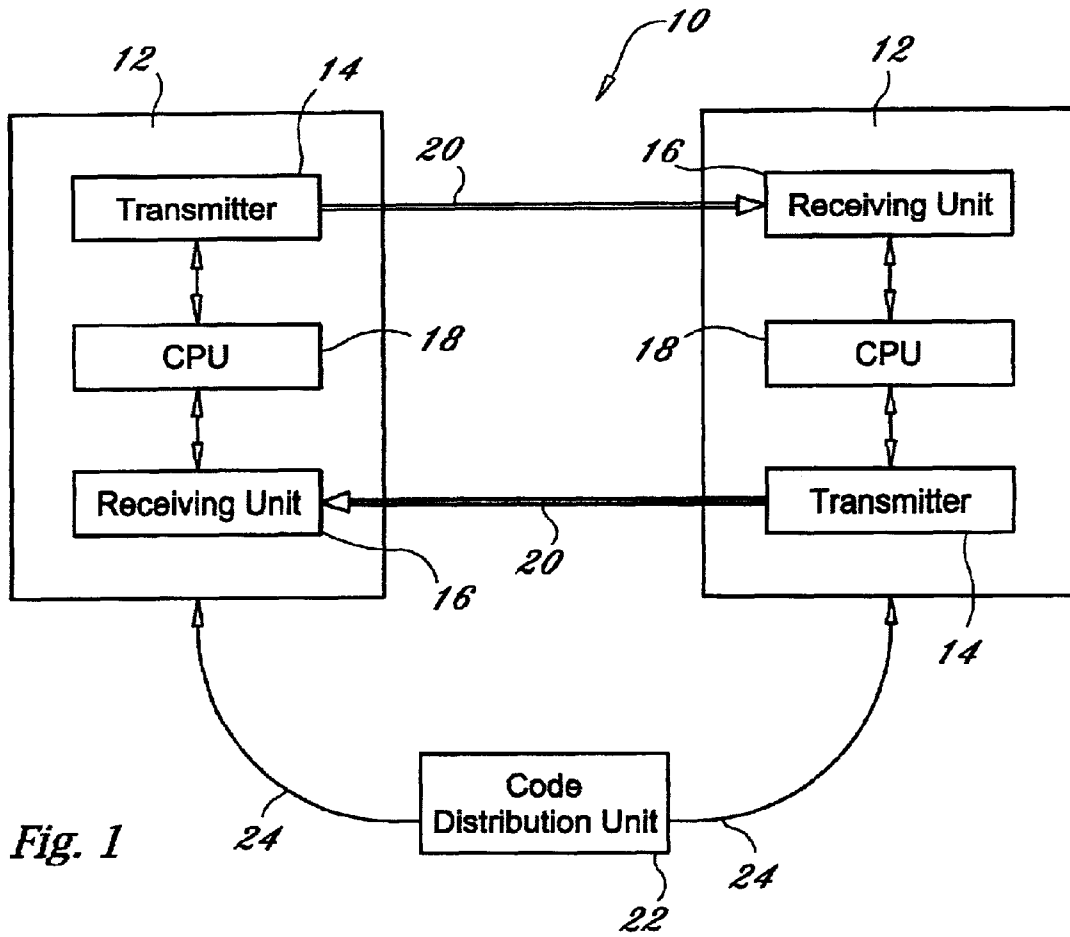 10
12
14
12
20
16
Transmitter
Receiving Unit
CPU
18
18
CPU
Receiving Unit
Transmitter
20
16
14
Code
Distribution Unit
24
24
22
Fig. 1